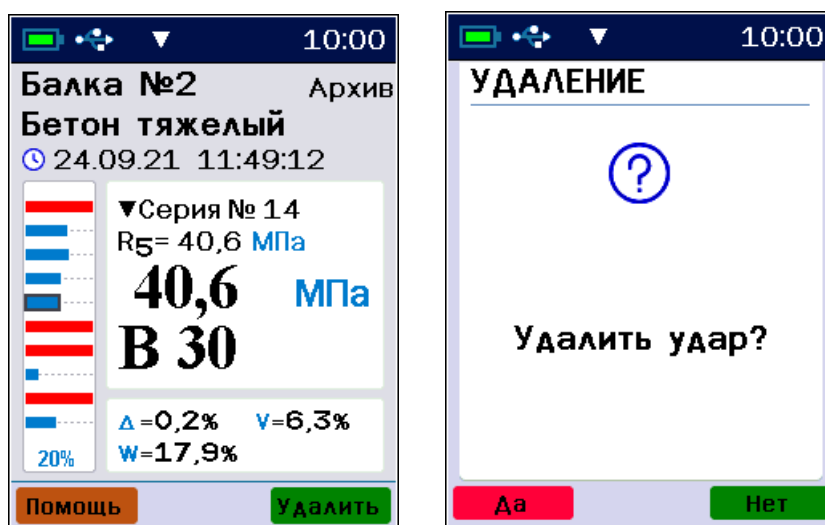 10:00
Балка №2 Архив
Бетон тяжелый
24.09.21 11:49:12
▼Серия № 14
R5= 40,6 МПа
40,6 МПа
В 30
Δ=0,2% V=6,3%
W=17,9%
20%
Помощь Удалить
10:00
УДАЛЕНИЕ
?
Удалить удар?
Да Нет